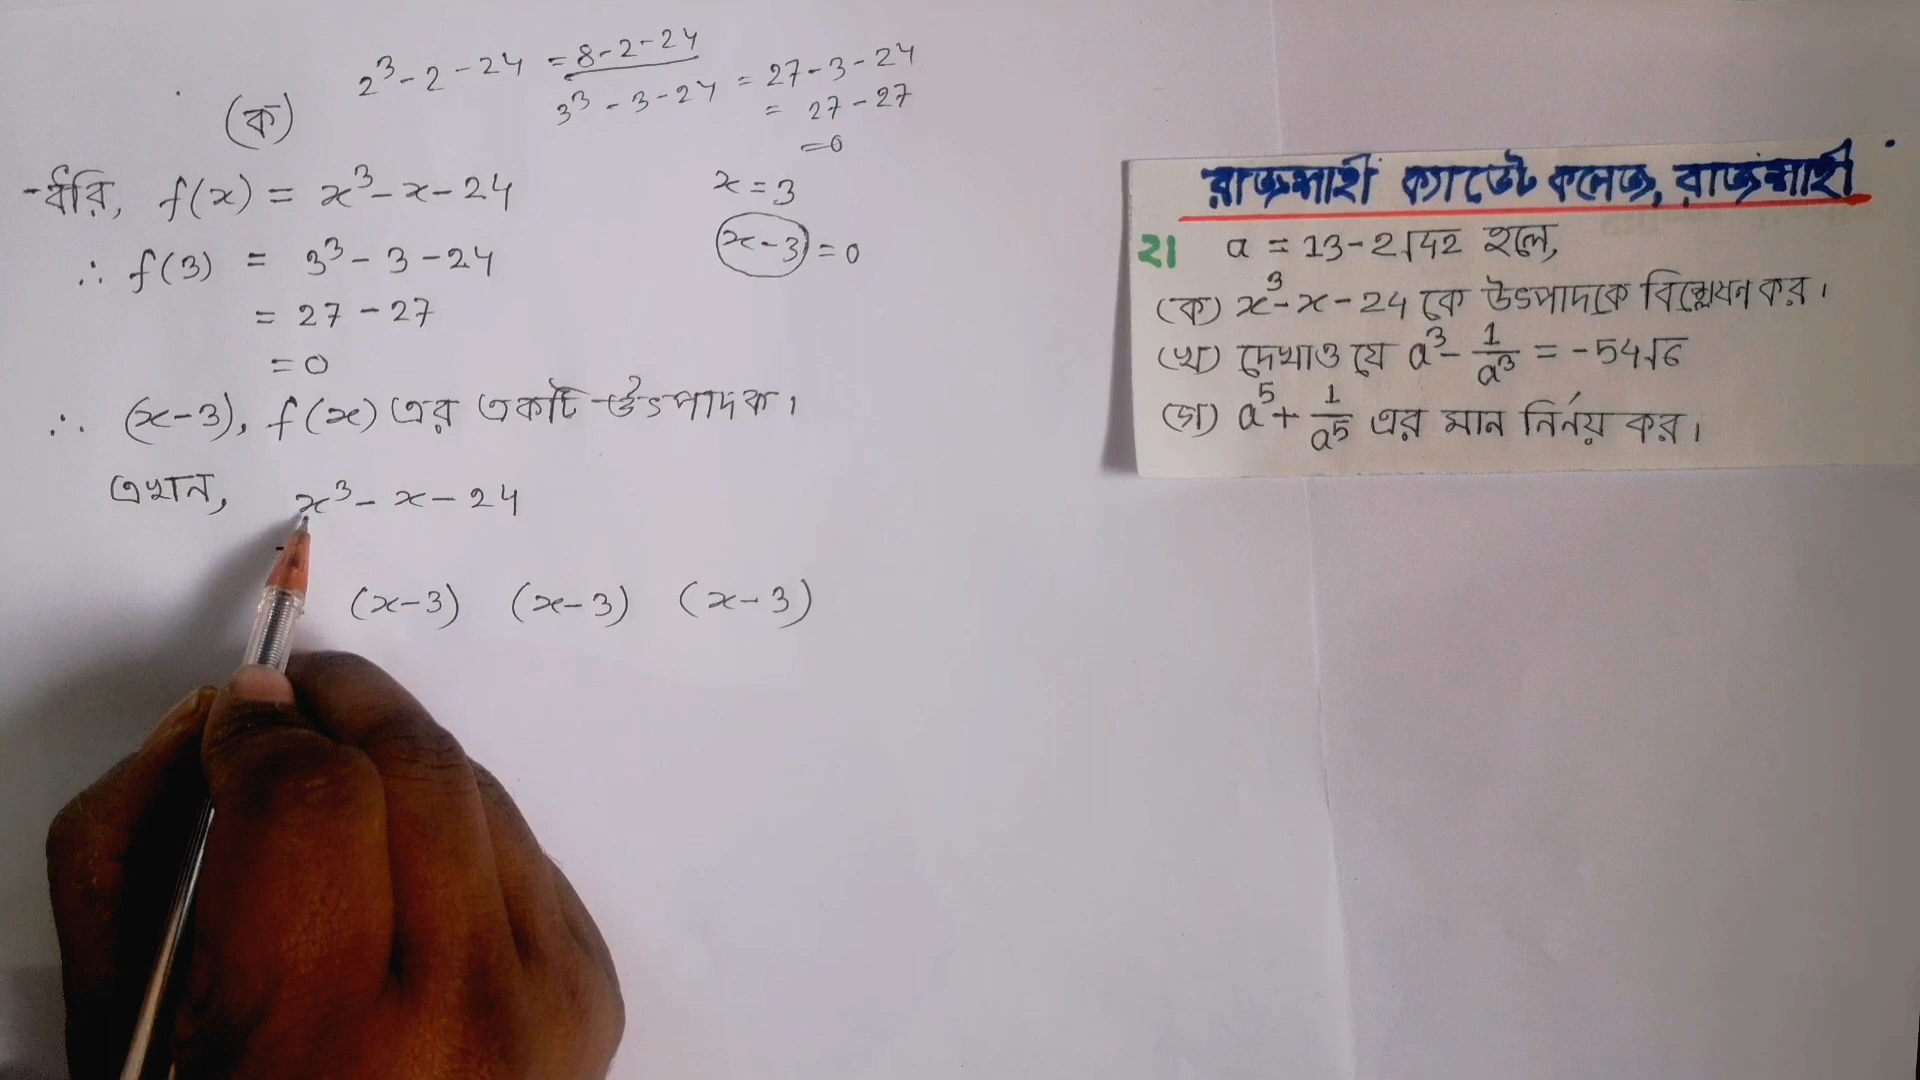 2³-2-24 = 8-2-24
3³-3-24 = 27-3-24
= 27-27
=0
(ক)
ধরি, f(x) = x³-x-24
x=3
∴ f(3) = 3³-3-24
(x-3)=0
= 27-27
=0
∴ (x-3), f(x) এর একটি উৎপাদক।
এখন, x³-x-24
(x-3) (x-3) (x-3)
রাজশাহী ক্যাডেট কলেজ, রাজশাহী
২। a = 13-2√42 হলে,
(ক) x³-x-24 কে উৎপাদকে বিশ্লেষন কর।
(খ) দেখাও যে a³-1/a³ = -54√6
(গ) a⁵+1/a⁵ এর মান নির্নয় কর।